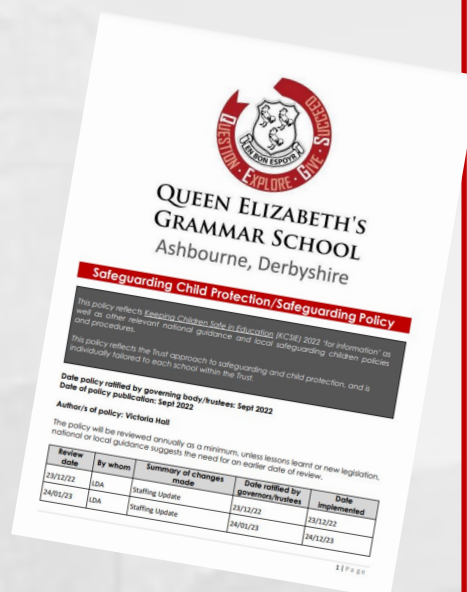 QUESTION · EXPLORE · GIVE · SUCCEED
EN BON ESPOYR
QUEEN ELIZABETH'S
GRAMMAR SCHOOL
Ashbourne, Derbyshire
Safeguarding Child Protection/Safeguarding Policy
This policy reflects Keeping Children Safe in Education (KCSiE) 2022 'for information' as
well as other relevant national guidance and local safeguarding children policies
and procedures.
This policy reflects the Trust approach to safeguarding and child protection, and is
individually tailored to each school within the Trust.
Date policy ratified by governing body/trustees: Sept 2022
Date of policy publication: Sept 2022
Author/s of policy: Victoria Hall
The policy will be reviewed annually as a minimum, unless lessons learnt or new legislation,
national or local guidance suggests the need for an earlier date of review.
Review date By whom Summary of changes made Date ratified by governors/trustees Date implemented
23/12/22 LDA Staffing Update 23/12/22 23/12/22
24/01/23 LDA Staffing Update 24/01/23 24/12/23
1 | Page